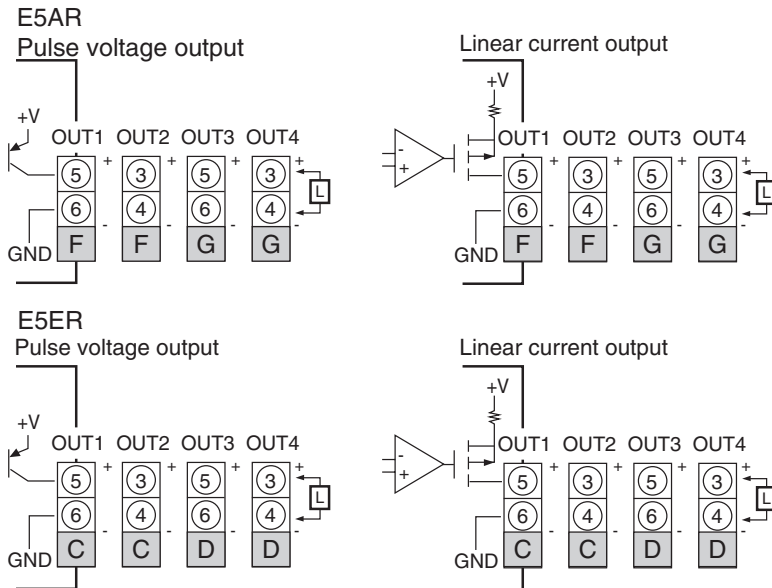 E5AR
Pulse voltage output
Linear current output
+V
OUT1 OUT2 OUT3 OUT4
+ + + +
5 3 5 3
L
6 4 6 4
- - - -
GND
F F G G
+V
-
+
OUT1 OUT2 OUT3 OUT4
+ + + +
5 3 5 3
L
6 4 6 4
- - - -
GND
F F G G
E5ER
Pulse voltage output
Linear current output
+V
OUT1 OUT2 OUT3 OUT4
+ + + +
5 3 5 3
L
6 4 6 4
- - - -
GND
C C D D
+V
-
+
OUT1 OUT2 OUT3 OUT4
+ + + +
5 3 5 3
L
6 4 6 4
- - - -
GND
C C D D